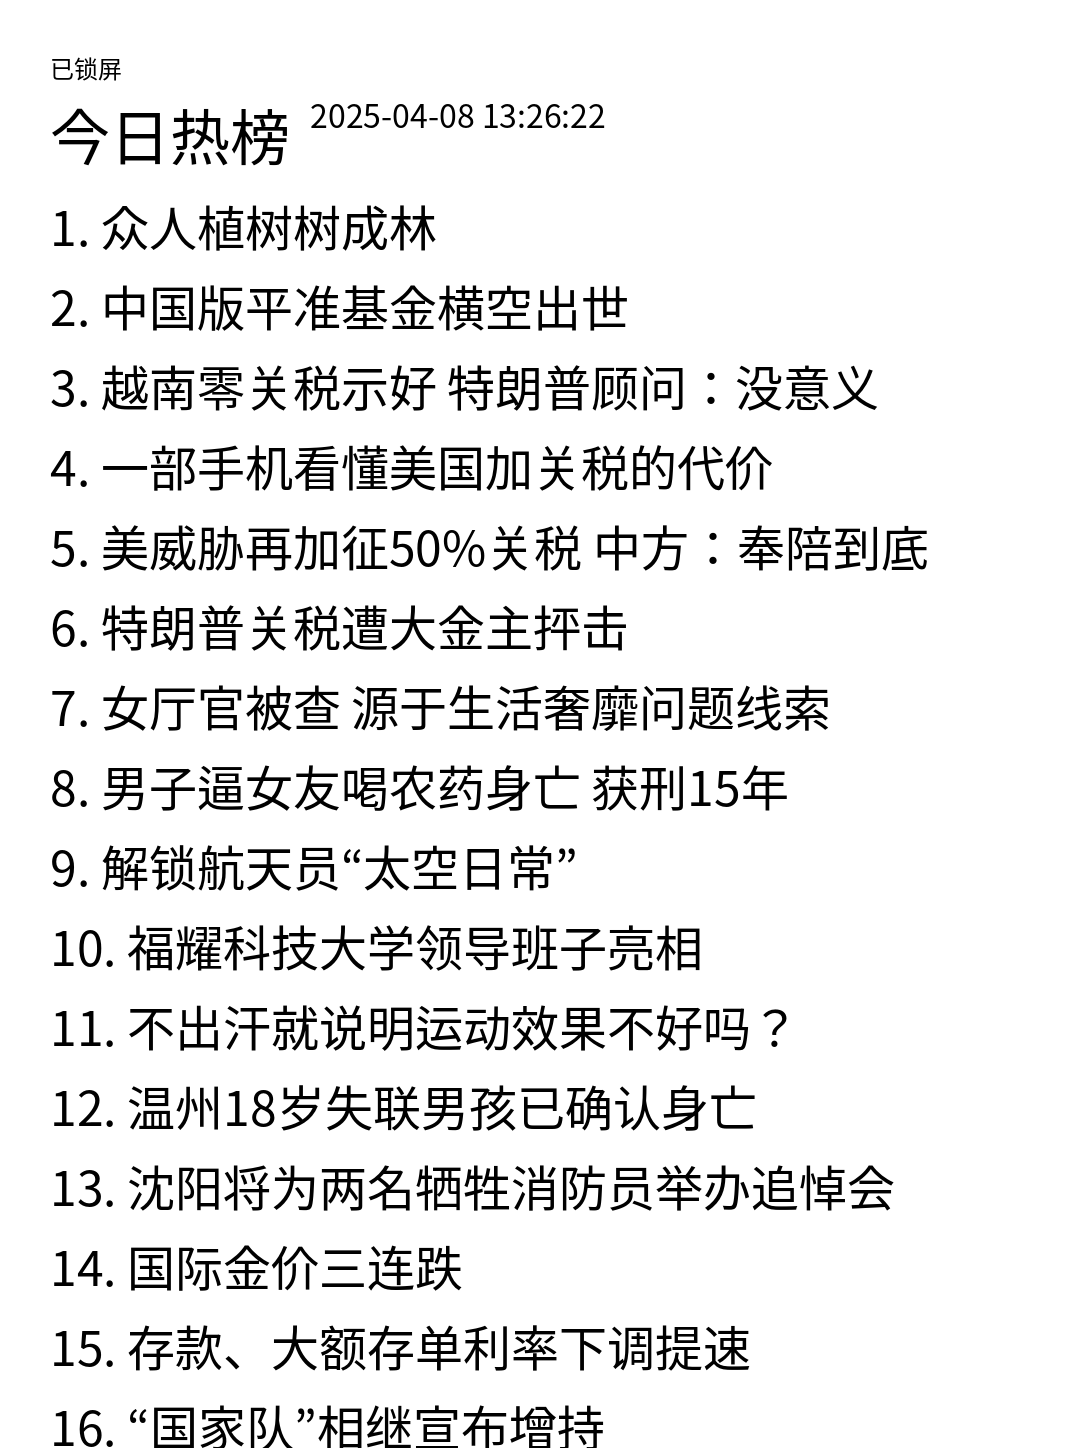 已锁屏
今日热榜 2025-04-08 13:26:22
1. 众人植树树成林
2. 中国版平准基金横空出世
3. 越南零关税示好 特朗普顾问：没意义
4. 一部手机看懂美国加关税的代价
5. 美威胁再加征50%关税 中方：奉陪到底
6. 特朗普关税遭大金主抨击
7. 女厅官被查 源于生活奢靡问题线索
8. 男子逼女友喝农药身亡 获刑15年
9. 解锁航天员“太空日常”
10. 福耀科技大学领导班子亮相
11. 不出汗就说明运动效果不好吗？
12. 温州18岁失联男孩已确认身亡
13. 沈阳将为两名牺牲消防员举办追悼会
14. 国际金价三连跌
15. 存款、大额存单利率下调提速
16. “国家队”相继宣布增持